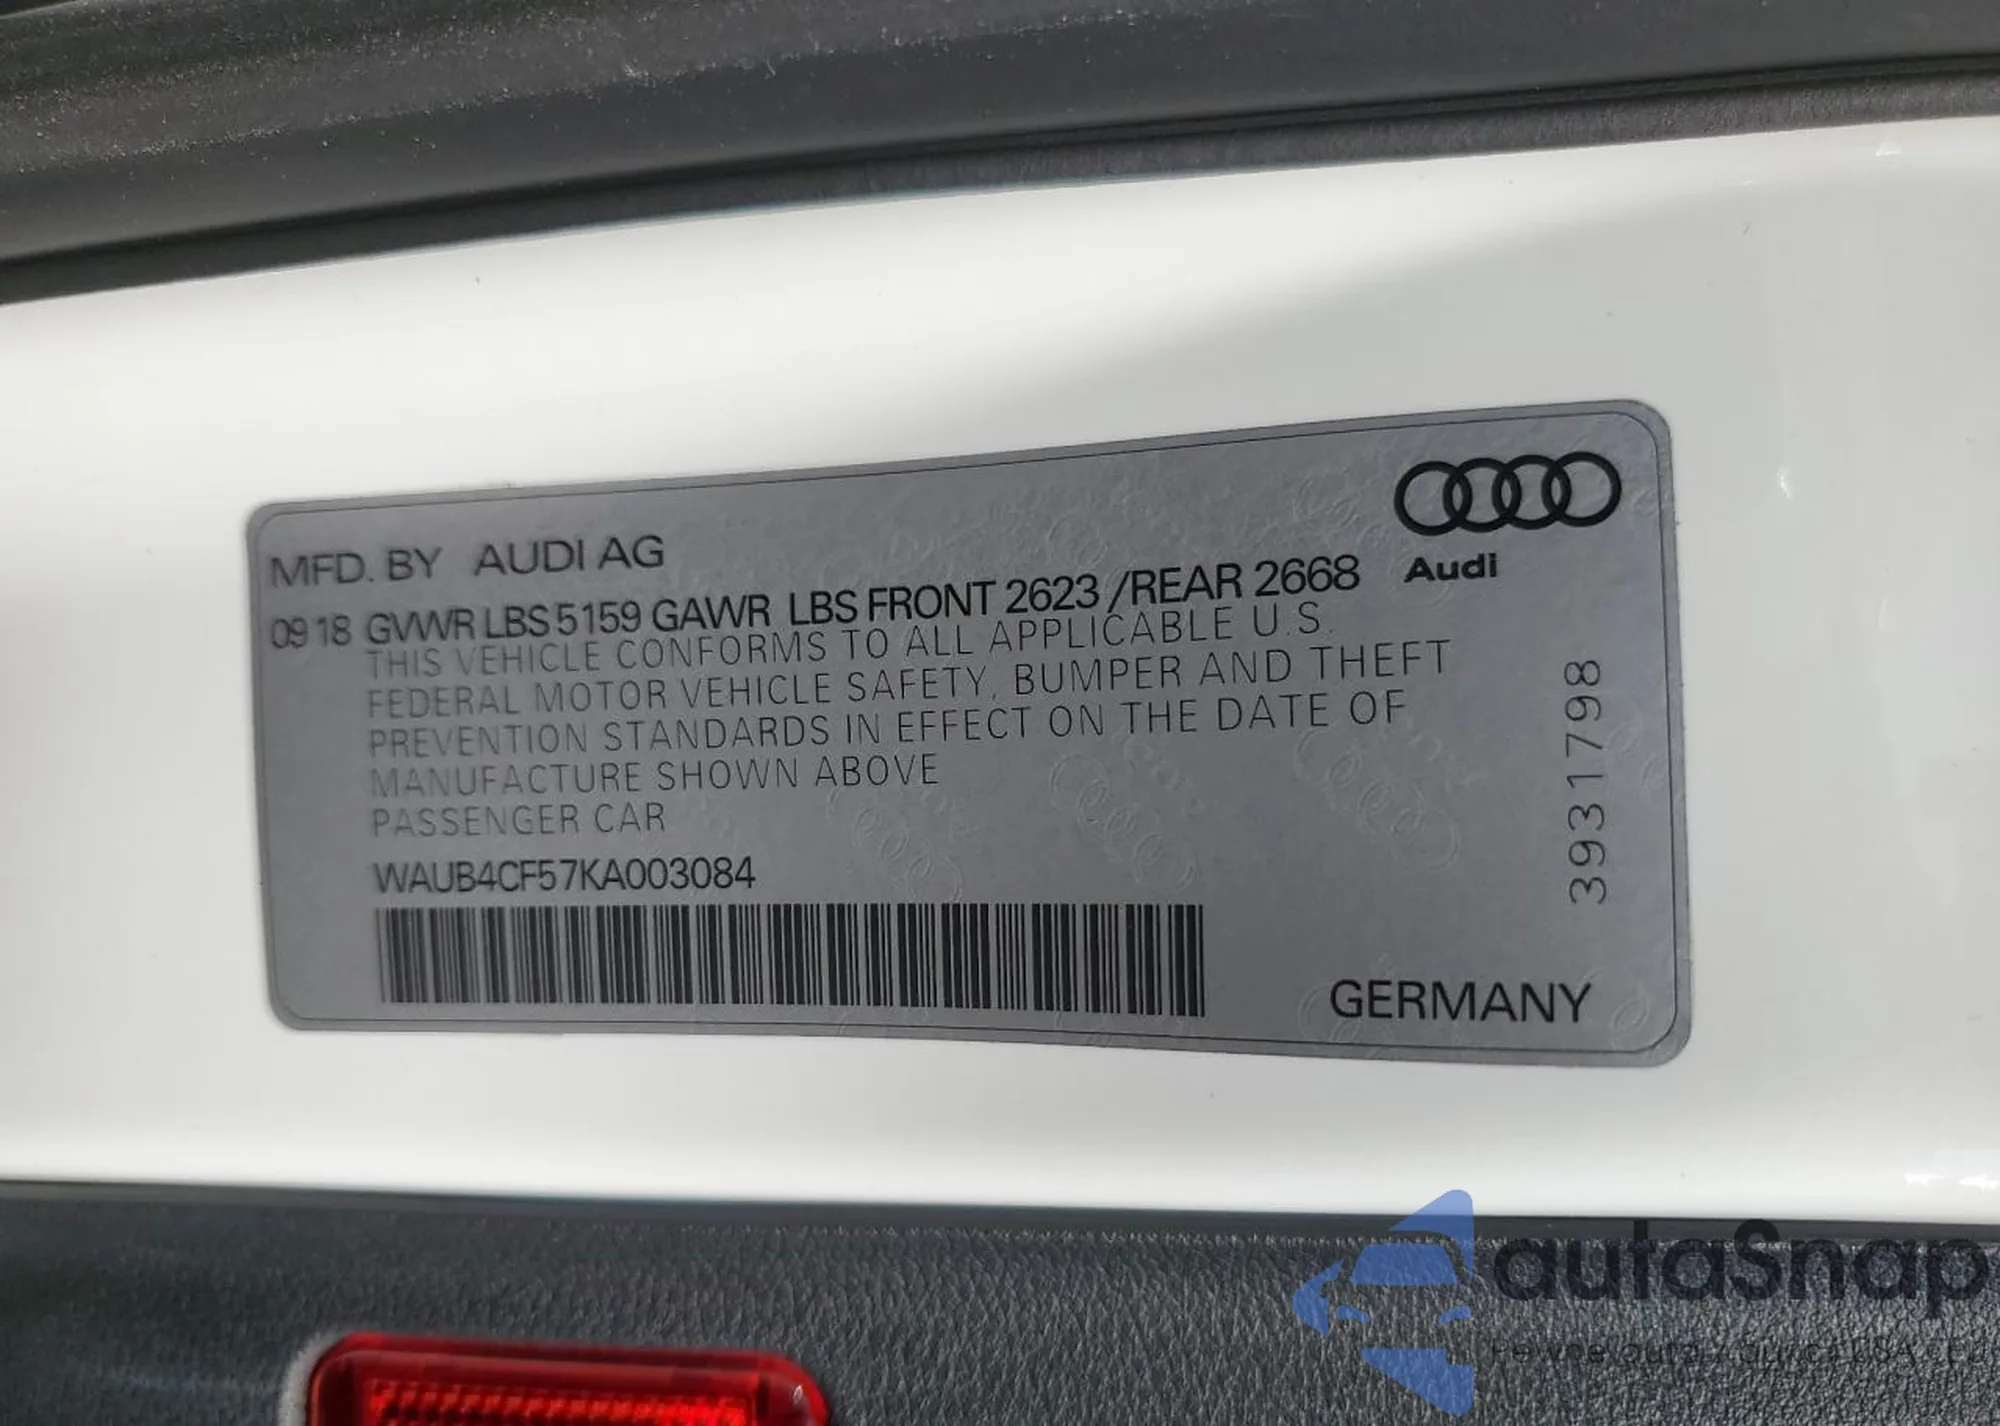 MFD. BY AUDI AG
09 18 GVWR LBS 5159 GAWR LBS FRONT 2623 /REAR 2668
THIS VEHICLE CONFORMS TO ALL APPLICABLE U.S.
FEDERAL MOTOR VEHICLE SAFETY, BUMPER AND THEFT
PREVENTION STANDARDS IN EFFECT ON THE DATE OF
MANUFACTURE SHOWN ABOVE
PASSENGER CAR
WAUB4CF57KA003084
Audi
3931798
GERMANY
autaSnap